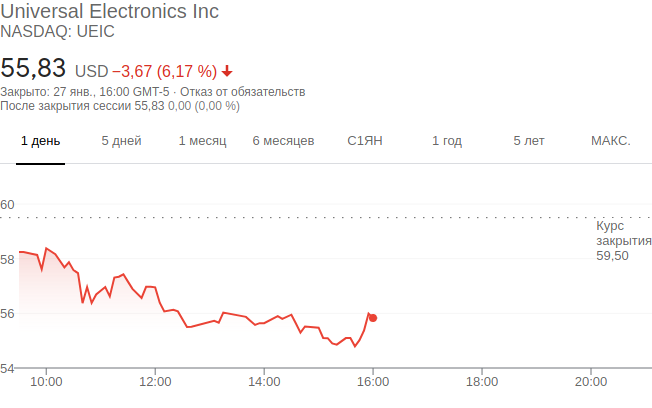 Universal Electronics Inc
NASDAQ: UEIC
55,83 USD −3,67 (6,17 %)
Закрыто: 27 янв., 16:00 GMT-5 · Отказ от обязательств
После закрытия сессии 55,83 0,00 (0,00 %)
1 день 5 дней 1 месяц 6 месяцев С1ЯН 1 год 5 лет МАКС.
60
Курс
закрытия
59,50
58
56
54
10:00 12:00 14:00 16:00 18:00 20:00